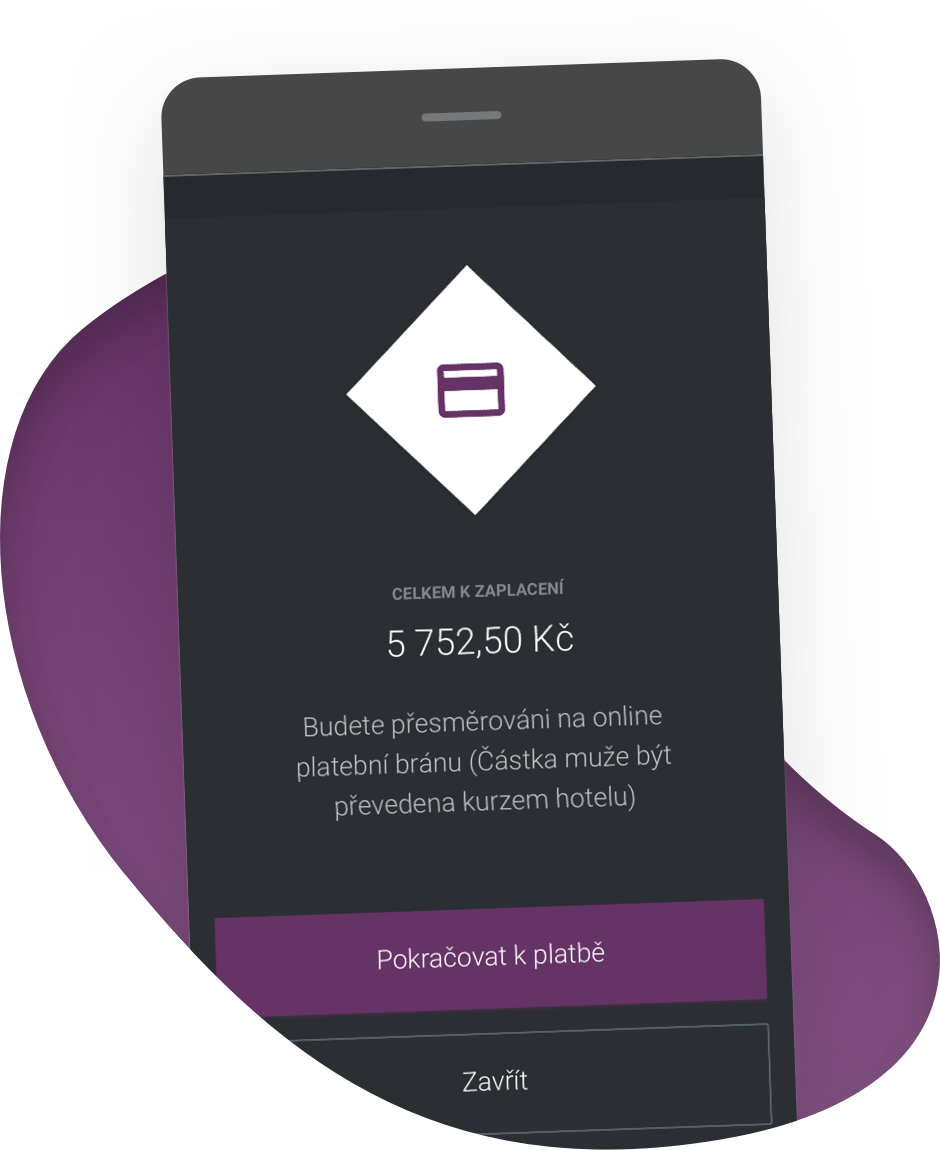 CELKEM K ZAPLACENÍ
5 752,50 Kč
Budete přesměrováni na online
platební bránu (Částka muže být
převedena kurzem hotelu)
Pokračovat k platbě
Zavřít